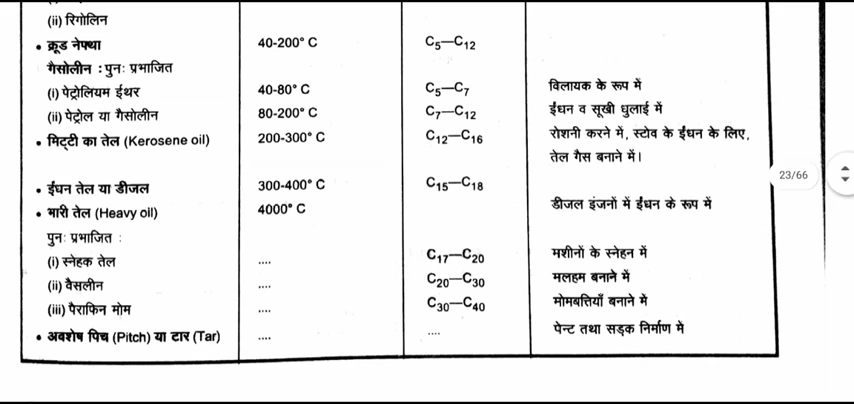 (ii) रिगोलिन
• क्रूड नेफ्था 40-200° C C₅—C₁₂
गैसोलीन : पुनः प्रभाजित
(i) पेट्रोलियम ईथर 40-80° C C₅—C₇ विलायक के रूप में
(ii) पेट्रोल या गैसोलीन 80-200° C C₇—C₁₂ ईंधन व सूखी धुलाई में
• मिट्टी का तेल (Kerosene oil) 200-300° C C₁₂—C₁₆ रोशनी करने में, स्टोव के ईंधन के लिए,
तेल गैस बनाने में।
23/66
• ईंधन तेल या डीजल 300-400° C C₁₅—C₁₈
डीजल इंजनों में ईंधन के रूप में
• भारी तेल (Heavy oil) 4000° C
पुनः प्रभाजित :
(i) स्नेहक तेल .... C₁₇—C₂₀ मशीनों के स्नेहन में
(ii) वैसलीन .... C₂₀—C₃₀ मलहम बनाने में
(iii) पैराफिन मोम .... C₃₀—C₄₀ मोमबत्तियाँ बनाने में
• अवशेष पिच (Pitch) या टार (Tar) .... .... पेन्ट तथा सड़क निर्माण में